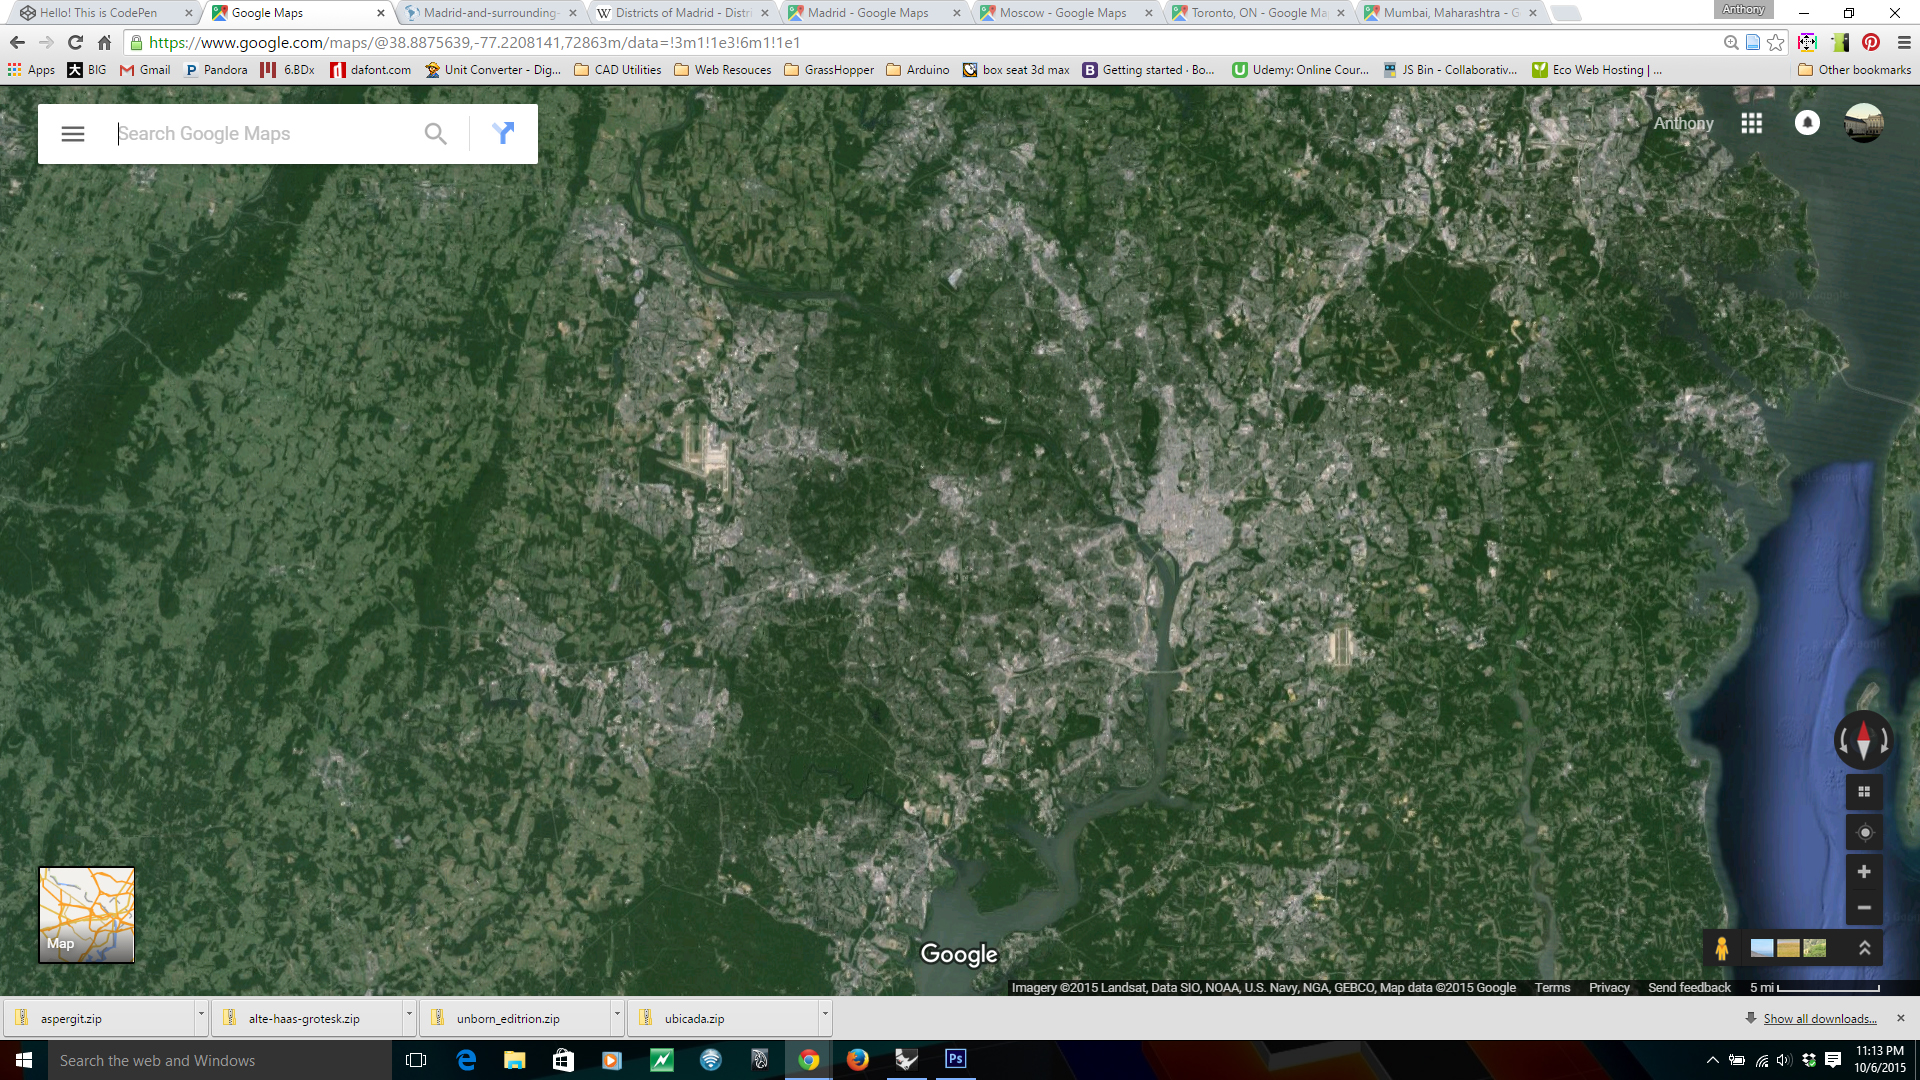 Hello! This is CodePen
Google Maps
Madrid-and-surrounding-
Districts of Madrid - Distri
Madrid - Google Maps
Moscow - Google Maps
Toronto, ON - Google Ma
Mumbai, Maharashtra - G
Anthony
https://www.google.com/maps/@38.8875639,-77.2208141,72863m/data=!3m1!1e3!6m1!1e1
Apps
BIG
Gmail
Pandora
6.BDx
dafont.com
Unit Converter - Dig...
CAD Utilities
Web Resouces
GrassHopper
Arduino
box seat 3d max
Getting started · Bo...
Udemy: Online Cour...
JS Bin - Collaborativ...
Eco Web Hosting | ...
Other bookmarks
Search Google Maps
Anthony
Map
Google
Imagery ©2015 Landsat, Data SIO, NOAA, U.S. Navy, NGA, GEBCO, Map data ©2015 Google
Terms
Privacy
Send feedback
5 mi
aspergit.zip
alte-haas-grotesk.zip
unborn_editrion.zip
ubicada.zip
Show all downloads...
Search the web and Windows
Ps
11:13 PM
10/6/2015